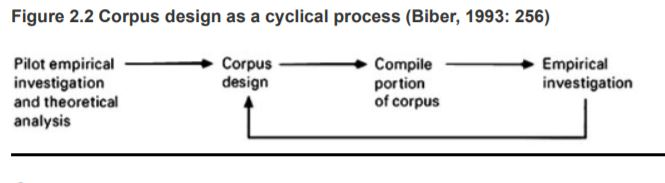 Figure 2.2 Corpus design as a cyclical process (Biber, 1993: 256)
Pilot empirical
investigation
and theoretical
analysis
Corpus
design
Compile
portion
of corpus
Empirical
investigation